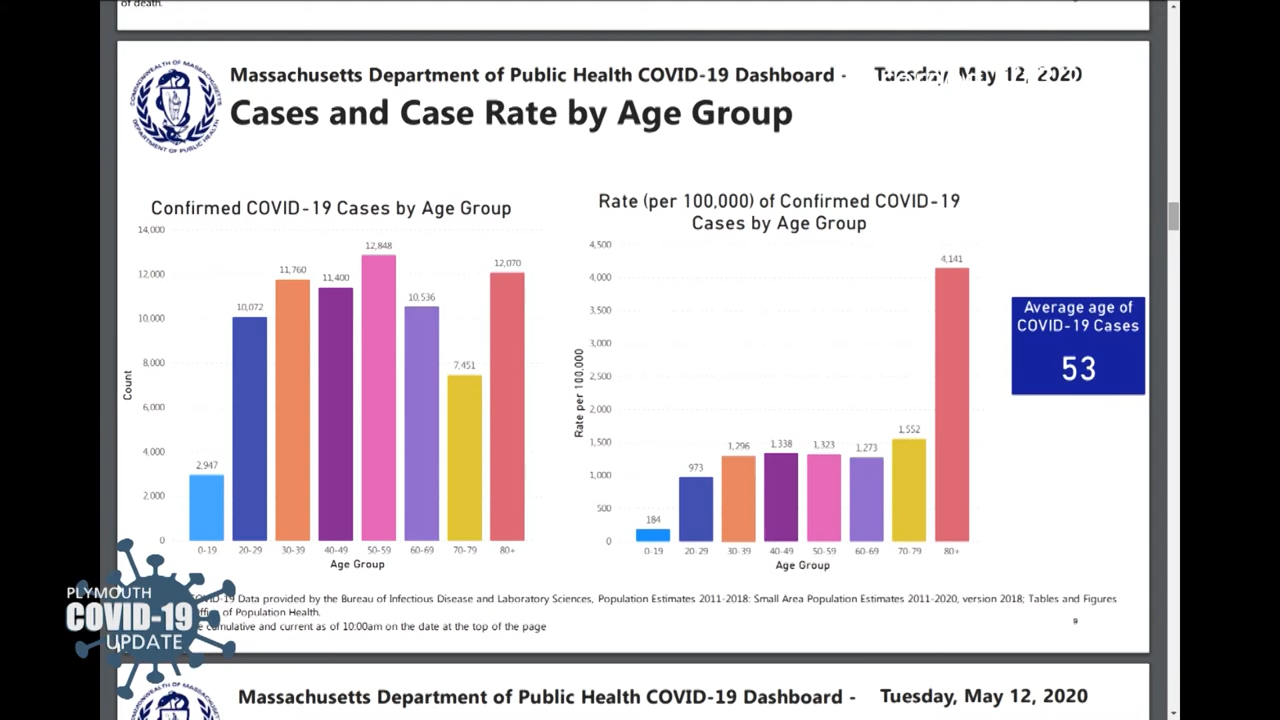 of death.
Massachusetts Department of Public Health COVID-19 Dashboard - Tuesday, May 12, 2020
Cases and Case Rate by Age Group
COMMONWEALTH OF MASSACHUSETTS
DEPARTMENT OF PUBLIC HEALTH
Confirmed COVID-19 Cases by Age Group
14,000
12,000
10,000
8,000
6,000
4,000
2,000
0
Count
2,947
10,072
11,760
11,400
12,848
10,536
7,451
12,070
0-19 20-29 30-39 40-49 50-59 60-69 70-79 80+
Age Group
Rate (per 100,000) of Confirmed COVID-19
Cases by Age Group
4,500
4,000
3,500
3,000
2,500
2,000
1,500
1,000
500
0
Rate per 100,000
184
973
1,296
1,338
1,323
1,273
1,552
4,141
0-19 20-29 30-39 40-49 50-59 60-69 70-79 80+
Age Group
Average age of
COVID-19 Cases
53
Data provided by the Bureau of Infectious Disease and Laboratory Sciences, Population Estimates 2011-2018: Small Area Population Estimates 2011-2020, version 2018; Tables and Figures
of Population Health.
cumulative and current as of 10:00am on the date at the top of the page
9
PLYMOUTH
COVID-19
UPDATE
Massachusetts Department of Public Health COVID-19 Dashboard - Tuesday, May 12, 2020